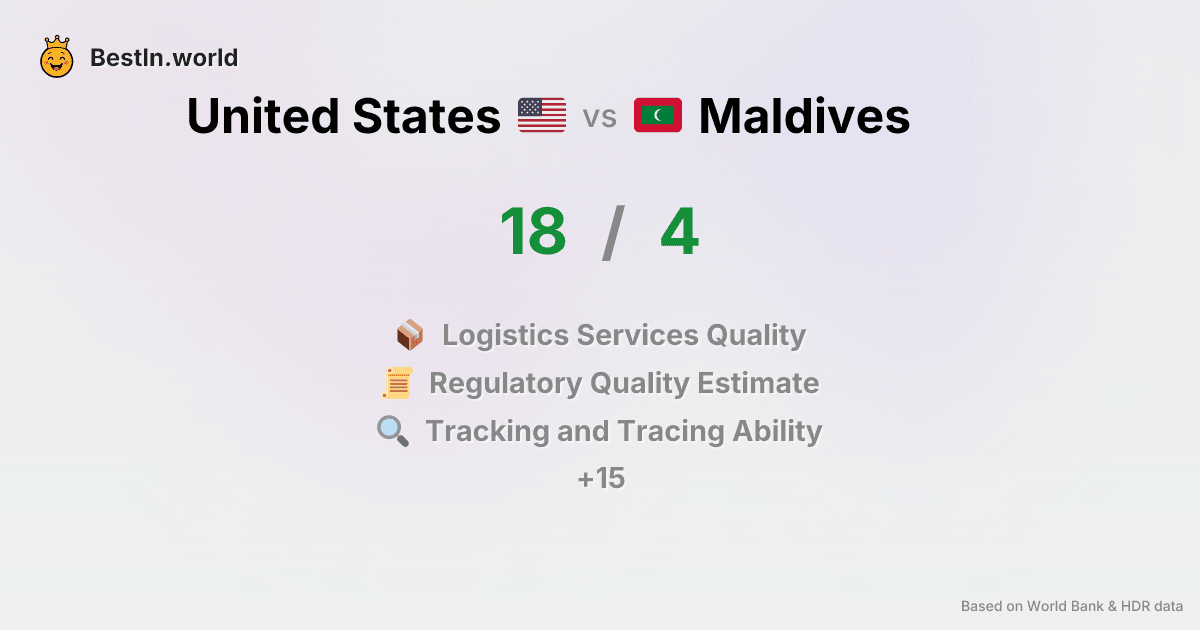 BestIn.world
United States vs Maldives
18 / 4
Logistics Services Quality
Regulatory Quality Estimate
Tracking and Tracing Ability
+15
Based on World Bank & HDR data